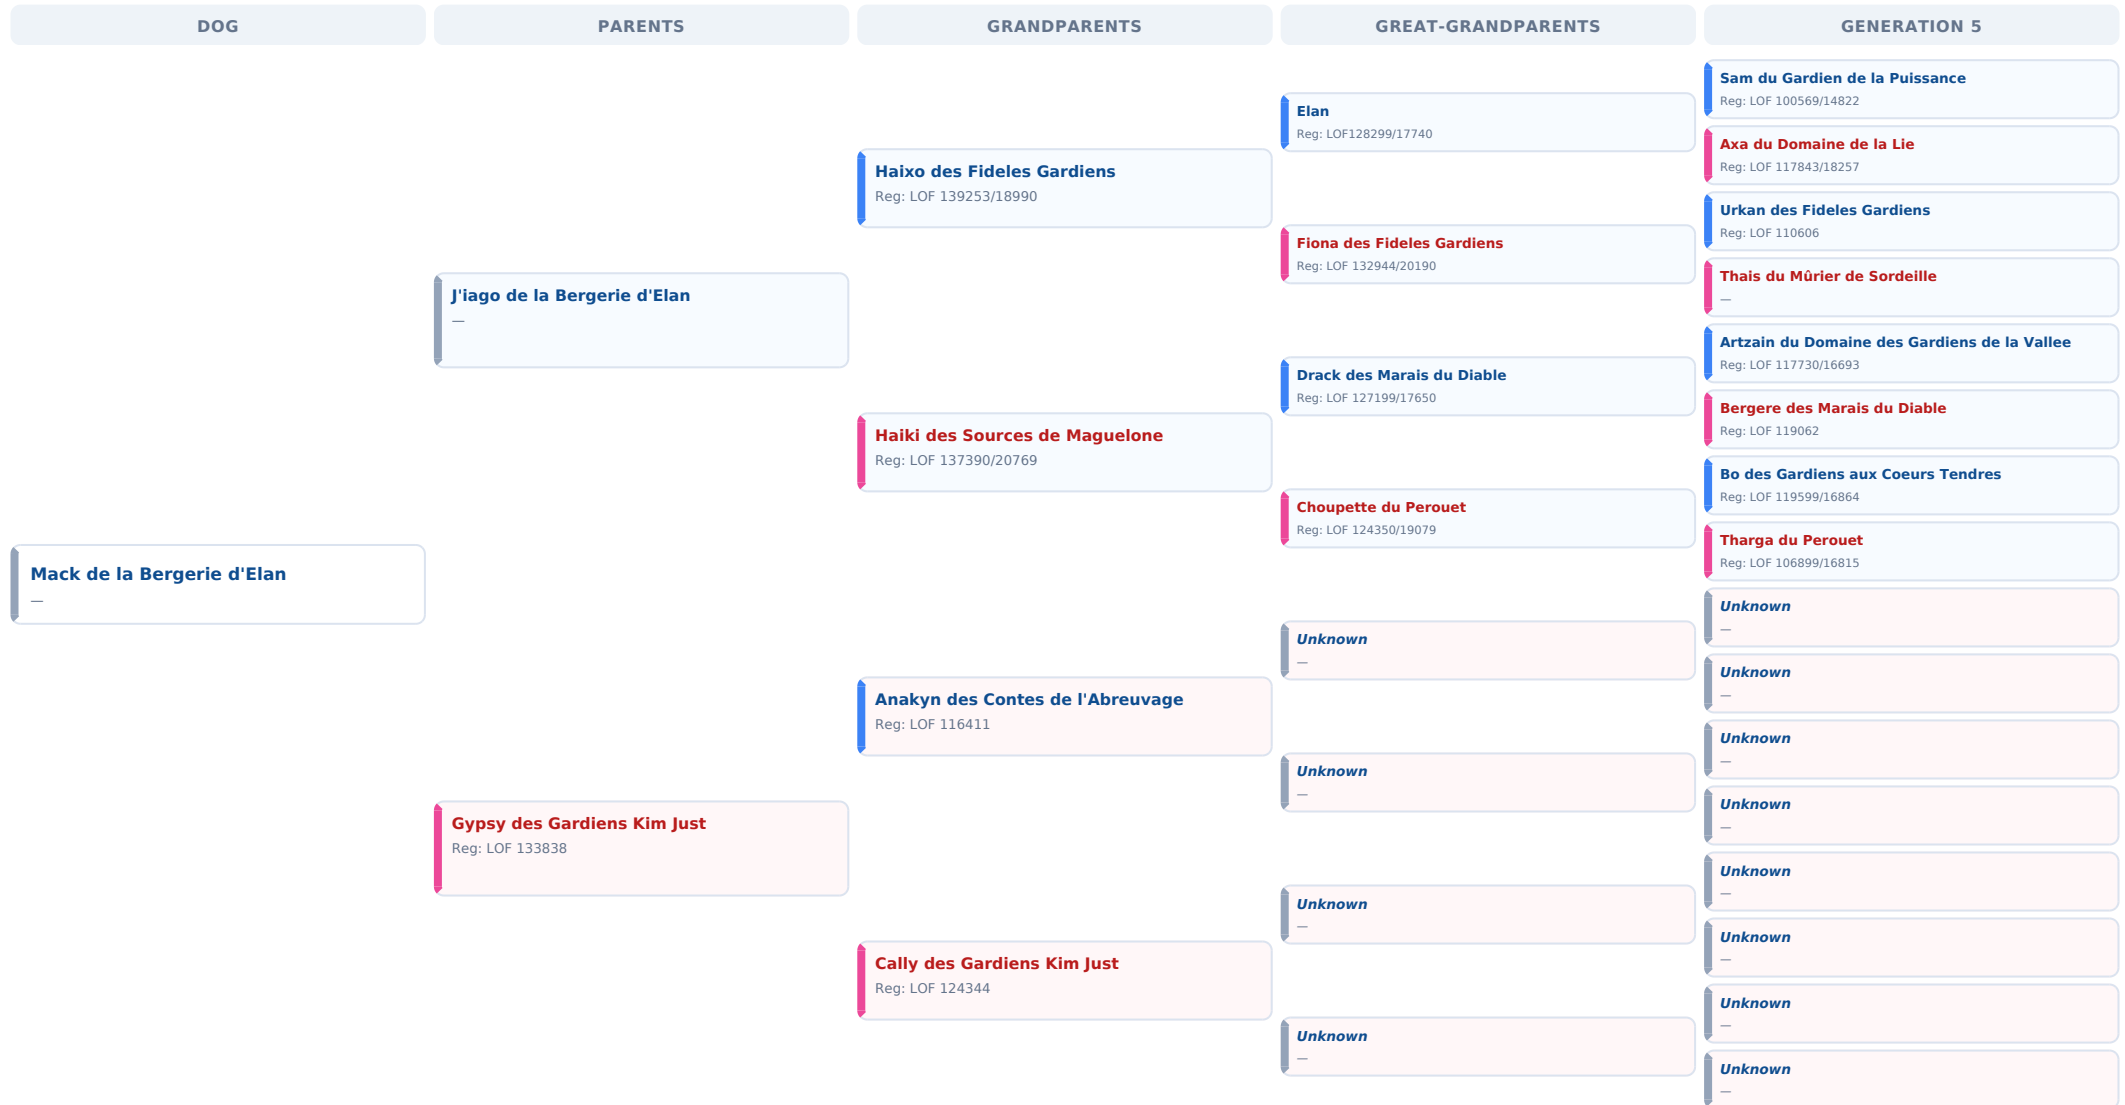 DOG
PARENTS
GRANDPARENTS
GREAT-GRANDPARENTS
GENERATION 5
Mack de la Bergerie d'Elan
—
J'iago de la Bergerie d'Elan
—
Gypsy des Gardiens Kim Just
Reg: LOF 133838
Haixo des Fideles Gardiens
Reg: LOF 139253/18990
Haiki des Sources de Maguelone
Reg: LOF 137390/20769
Anakyn des Contes de l'Abreuvage
Reg: LOF 116411
Cally des Gardiens Kim Just
Reg: LOF 124344
Elan
Reg: LOF128299/17740
Fiona des Fideles Gardiens
Reg: LOF 132944/20190
Drack des Marais du Diable
Reg: LOF 127199/17650
Choupette du Perouet
Reg: LOF 124350/19079
Unknown
—
Unknown
—
Unknown
—
Unknown
—
Sam du Gardien de la Puissance
Reg: LOF 100569/14822
Axa du Domaine de la Lie
Reg: LOF 117843/18257
Urkan des Fideles Gardiens
Reg: LOF 110606
Thais du Mûrier de Sordeille
—
Artzain du Domaine des Gardiens de la Vallee
Reg: LOF 117730/16693
Bergere des Marais du Diable
Reg: LOF 119062
Bo des Gardiens aux Coeurs Tendres
Reg: LOF 119599/16864
Tharga du Perouet
Reg: LOF 106899/16815
Unknown
—
Unknown
—
Unknown
—
Unknown
—
Unknown
—
Unknown
—
Unknown
—
Unknown
—